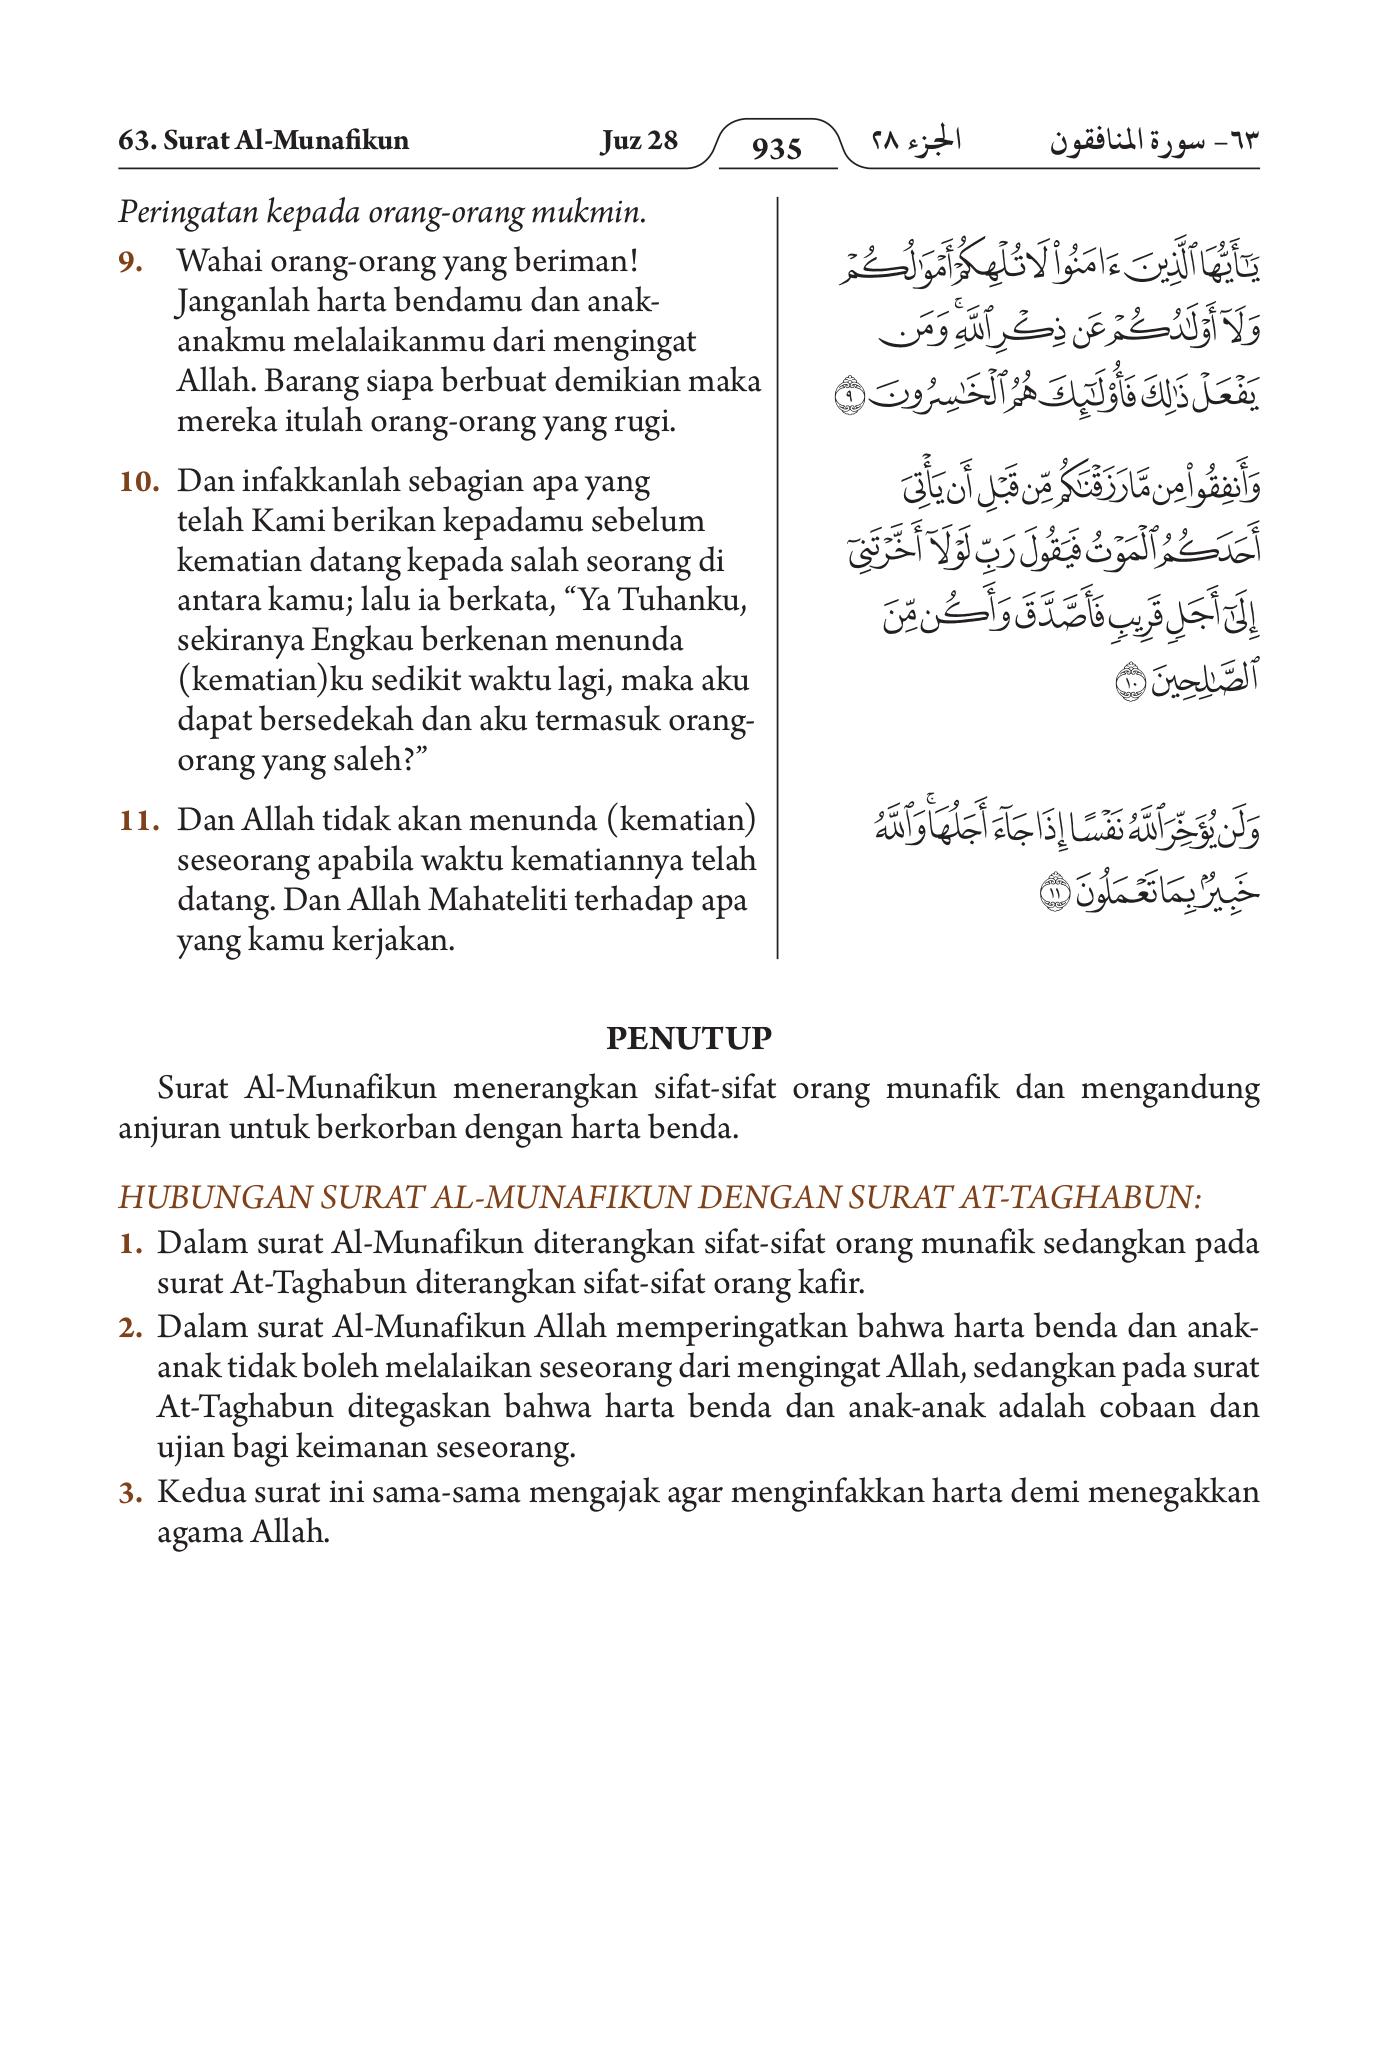 63. Surat Al-Munafikun Juz 28 935 الجزء ٢٨ ٦٣- سورة المنافقون
Peringatan kepada orang-orang mukmin.
9. Wahai orang-orang yang beriman!
Janganlah harta bendamu dan anak-
anakmu melalaikanmu dari mengingat
Allah. Barang siapa berbuat demikian maka
mereka itulah orang-orang yang rugi.
10. Dan infakkanlah sebagian apa yang
telah Kami berikan kepadamu sebelum
kematian datang kepada salah seorang di
antara kamu; lalu ia berkata, “Ya Tuhanku,
sekiranya Engkau berkenan menunda
(kematian)ku sedikit waktu lagi, maka aku
dapat bersedekah dan aku termasuk orang-
orang yang saleh?”
11. Dan Allah tidak akan menunda (kematian)
seseorang apabila waktu kematiannya telah
datang. Dan Allah Mahateliti terhadap apa
yang kamu kerjakan.
يَـٰٓأَيُّهَا ٱلَّذِينَ ءَامَنُوا۟ لَا تُلْهِكُمْ أَمْوَٰلُكُمْ
وَلَآ أَوْلَـٰدُكُمْ عَن ذِكْرِ ٱللَّهِ ۚ وَمَن
يَفْعَلْ ذَٰلِكَ فَأُو۟لَـٰٓئِكَ هُمُ ٱلْخَـٰسِرُونَ ٩
وَأَنفِقُوا۟ مِن مَّا رَزَقْنَـٰكُم مِّن قَبْلِ أَن يَأْتِىَ
أَحَدَكُمُ ٱلْمَوْتُ فَيَقُولَ رَبِّ لَوْلَآ أَخَّرْتَنِىٓ
إِلَىٰٓ أَجَلٍ قَرِيبٍ فَأَصَّدَّقَ وَأَكُن مِّنَ
ٱلصَّـٰلِحِينَ ١٠
وَلَن يُؤَخِّرَ ٱللَّهُ نَفْسًا إِذَا جَآءَ أَجَلُهَا ۚ وَٱللَّهُ
خَبِيرٌۢ بِمَا تَعْمَلُونَ ١١
PENUTUP
Surat Al-Munafikun menerangkan sifat-sifat orang munafik dan mengandung
anjuran untuk berkorban dengan harta benda.
HUBUNGAN SURAT AL-MUNAFIKUN DENGAN SURAT AT-TAGHABUN:
1. Dalam surat Al-Munafikun diterangkan sifat-sifat orang munafik sedangkan pada
surat At-Taghabun diterangkan sifat-sifat orang kafir.
2. Dalam surat Al-Munafikun Allah memperingatkan bahwa harta benda dan anak-
anak tidak boleh melalaikan seseorang dari mengingat Allah, sedangkan pada surat
At-Taghabun ditegaskan bahwa harta benda dan anak-anak adalah cobaan dan
ujian bagi keimanan seseorang.
3. Kedua surat ini sama-sama mengajak agar menginfakkan harta demi menegakkan
agama Allah.